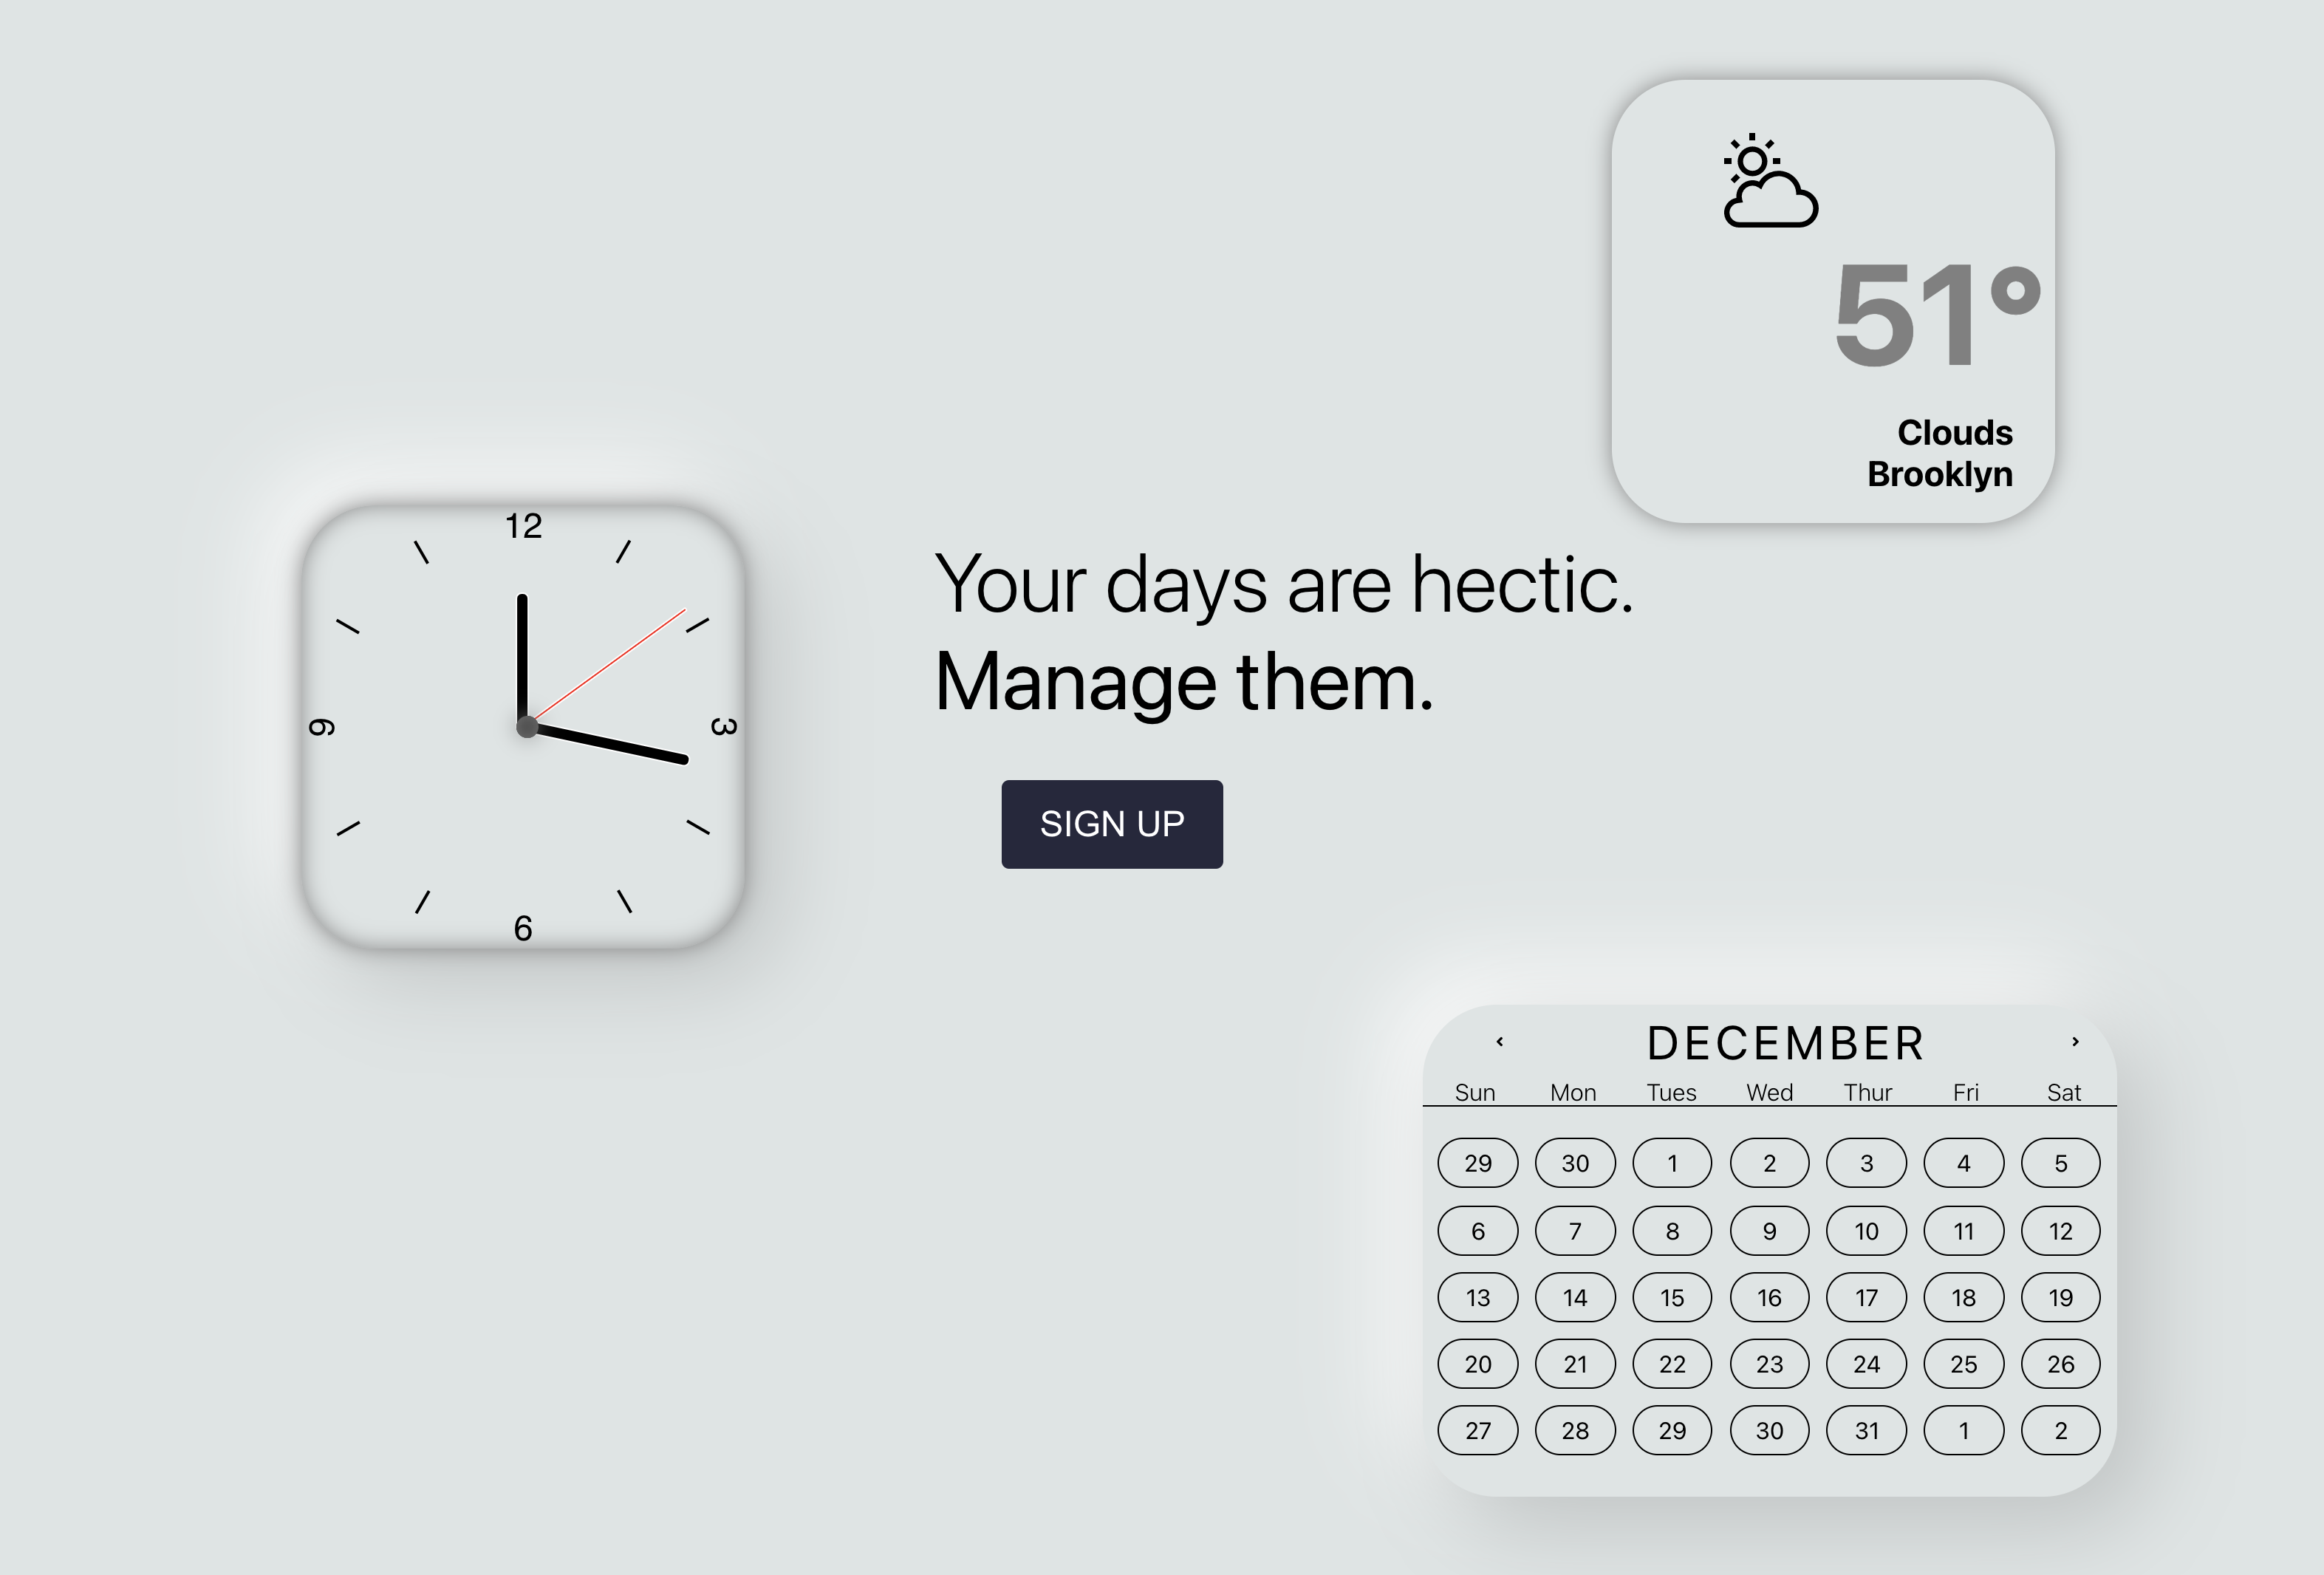 51°
Clouds
Brooklyn
12
9
3
6
Your days are hectic.
Manage them.
SIGN UP
‹ DECEMBER ›
Sun Mon Tues Wed Thur Fri Sat
29 30 1 2 3 4 5
6 7 8 9 10 11 12
13 14 15 16 17 18 19
20 21 22 23 24 25 26
27 28 29 30 31 1 2